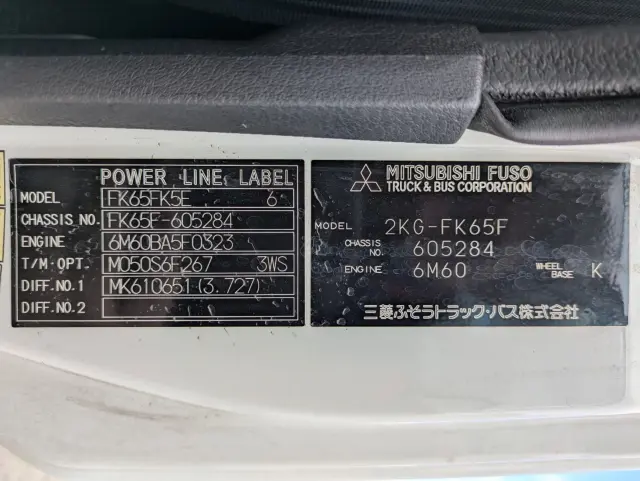 POWER LINE LABEL
MODEL FK65FK5E 6
CHASSIS NO. FK65F-605284
ENGINE 6M60BA5F0323
T/M・OPT. M050S6F267 3WS
DIFF.NO.1 MK610651(3.727)
DIFF.NO.2
MITSUBISHI FUSO
TRUCK & BUS CORPORATION
MODEL 2KG-FK65F
CHASSIS NO. 605284
ENGINE 6M60 WHEEL BASE K
三菱ふそうトラック・バス株式会社